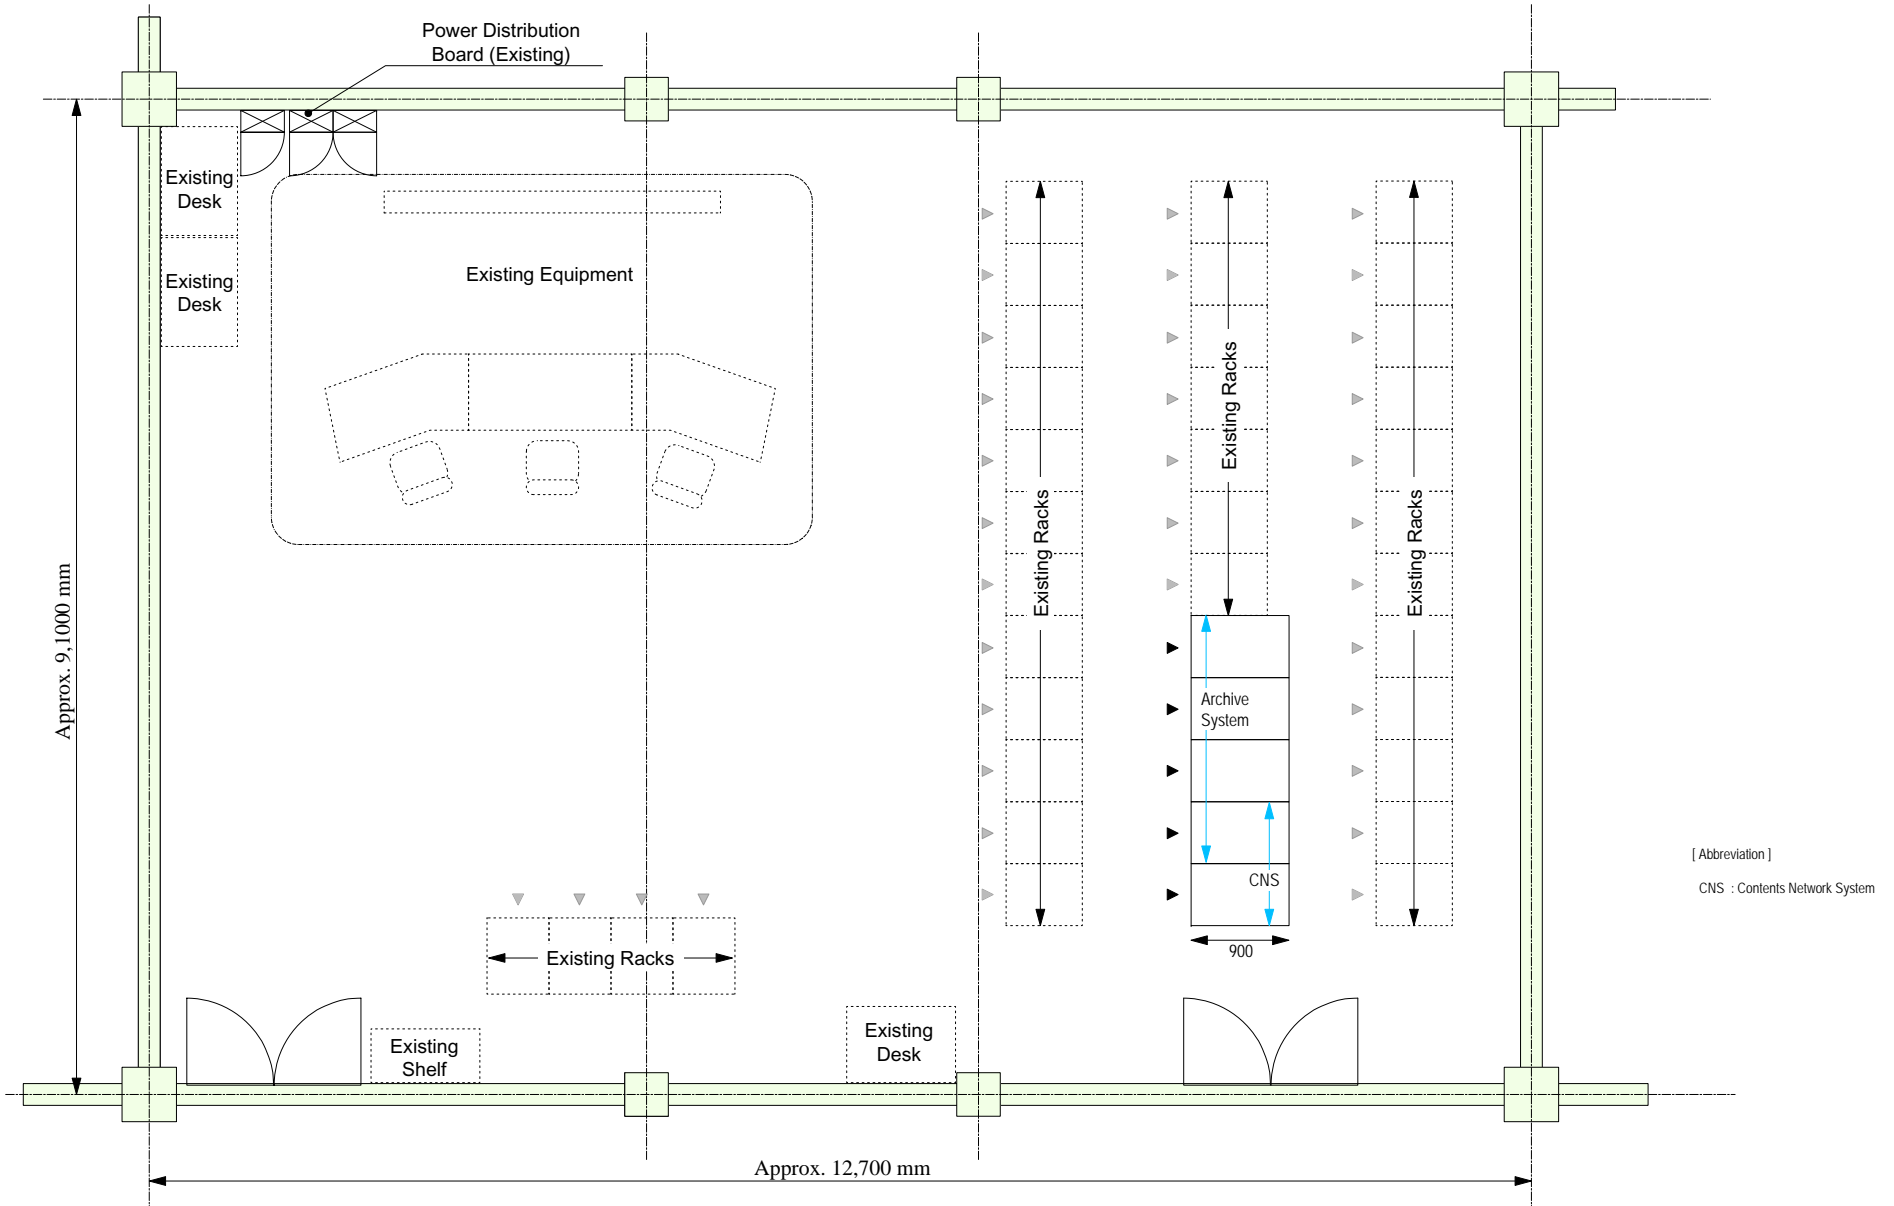 Power Distribution
Board (Existing)
Existing
Desk
Existing
Desk
Existing Equipment
Existing Racks
Existing Racks
Existing Racks
Approx. 9,1000 mm
Archive
System
CNS
900
[ Abbreviation ]
CNS : Contents Network System
Existing Racks
Existing
Shelf
Existing
Desk
Approx. 12,700 mm